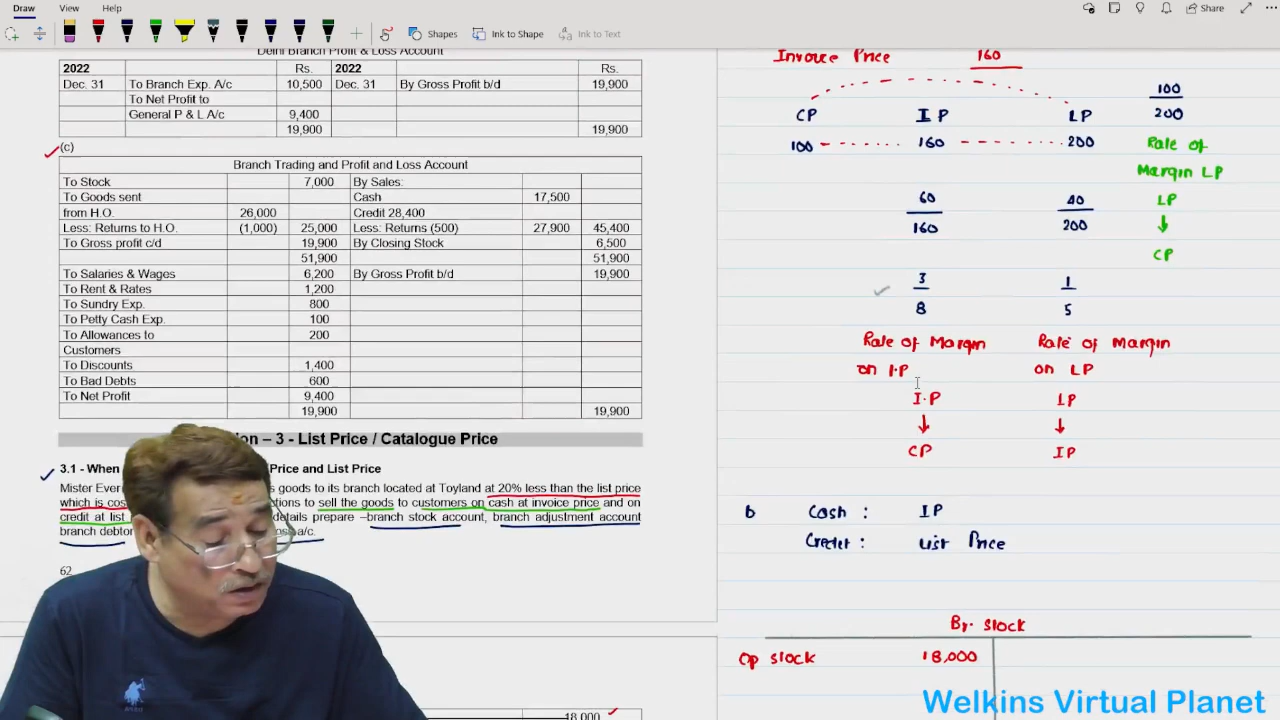 Draw View Help
Shapes Ink to Shape Ink to Text Share
Delhi Branch Profit & Loss Account
2022 Rs. 2022 Rs.
Dec. 31 To Branch Exp. A/c 10,500 Dec. 31 By Gross Profit b/d 19,900
To Net Profit to
General P & L A/c 9,400
19,900 19,900
(c)
Branch Trading and Profit and Loss Account
To Stock 7,000 By Sales:
To Goods sent Cash 17,500
from H.O. 26,000 Credit 28,400
Less: Returns to H.O. (1,000) 25,000 Less: Returns (500) 27,900 45,400
To Gross profit c/d 19,900 By Closing Stock 6,500
51,900 51,900
To Salaries & Wages 6,200 By Gross Profit b/d 19,900
To Rent & Rates 1,200
To Sundry Exp. 800
To Petty Cash Exp. 100
To Allowances to 200
Customers
To Discounts 1,400
To Bad Debts 600
To Net Profit 9,400
19,900 19,900
– 3 - List Price / Catalogue Price
3.1 - When Price and List Price
Mister goods to its branch located at Toyland at 20% less than the list price
which is to sell the goods to customers on cash at invoice price and on
credit at list details prepare –branch stock account, branch adjustment account
branch a/c.
62
18,000
Invoice Price 160
CP IP LP
100 160 200
100
200
Rate of
Margin LP
LP
CP
60 40
160 200
3 1
8 5
Rate of Margin Rate of Margin
on I.P on LP
I.P LP
CP IP
b Cash : IP
Credit : List Price
Br. Stock
Op Stock 18,000
Welkins Virtual Planet